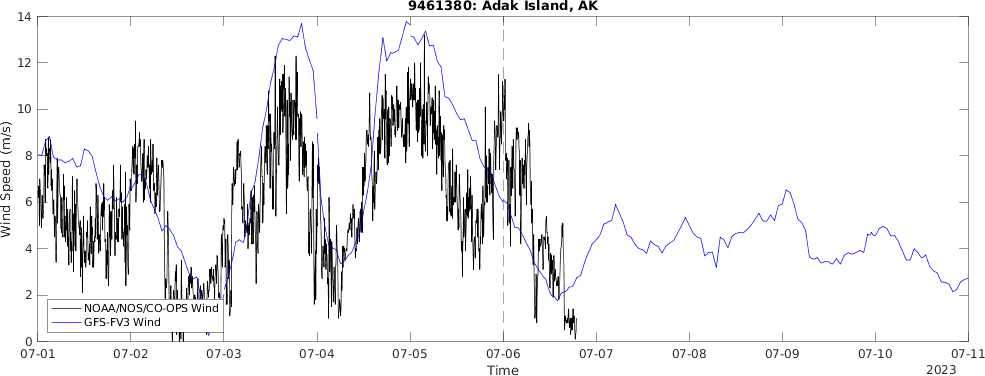 9461380: Adak Island, AK
14
12
10
8
6
4
2
0
Wind Speed (m/s)
NOAA/NOS/CO-OPS Wind
GFS-FV3 Wind
07-01 07-02 07-03 07-04 07-05 07-06 07-07 07-08 07-09 07-10 07-11
Time
2023